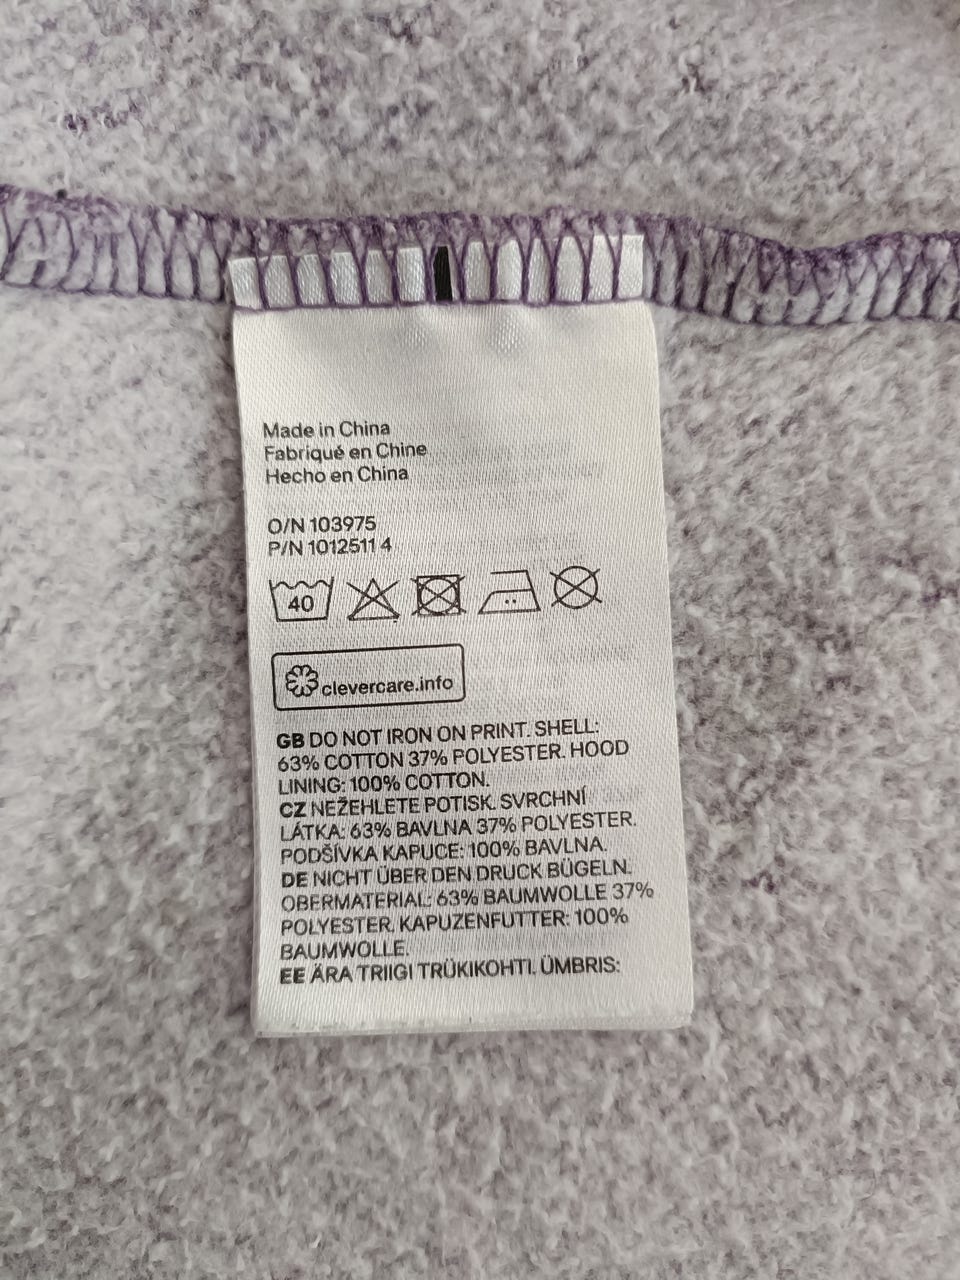 Made in China
Fabriqué en Chine
Hecho en China
O/N 103975
P/N 1012511 4
40
clevercare.info
GB DO NOT IRON ON PRINT. SHELL:
63% COTTON 37% POLYESTER. HOOD
LINING: 100% COTTON.
CZ NEŽEHLETE POTISK. SVRCHNÍ
LÁTKA: 63% BAVLNA 37% POLYESTER.
PODŠÍVKA KAPUCE: 100% BAVLNA.
DE NICHT ÜBER DEN DRUCK BÜGELN.
OBERMATERIAL: 63% BAUMWOLLE 37%
POLYESTER. KAPUZENFUTTER: 100%
BAUMWOLLE.
EE ÄRA TRIIGI TRÜKIKOHTI. ÜMBRIS: